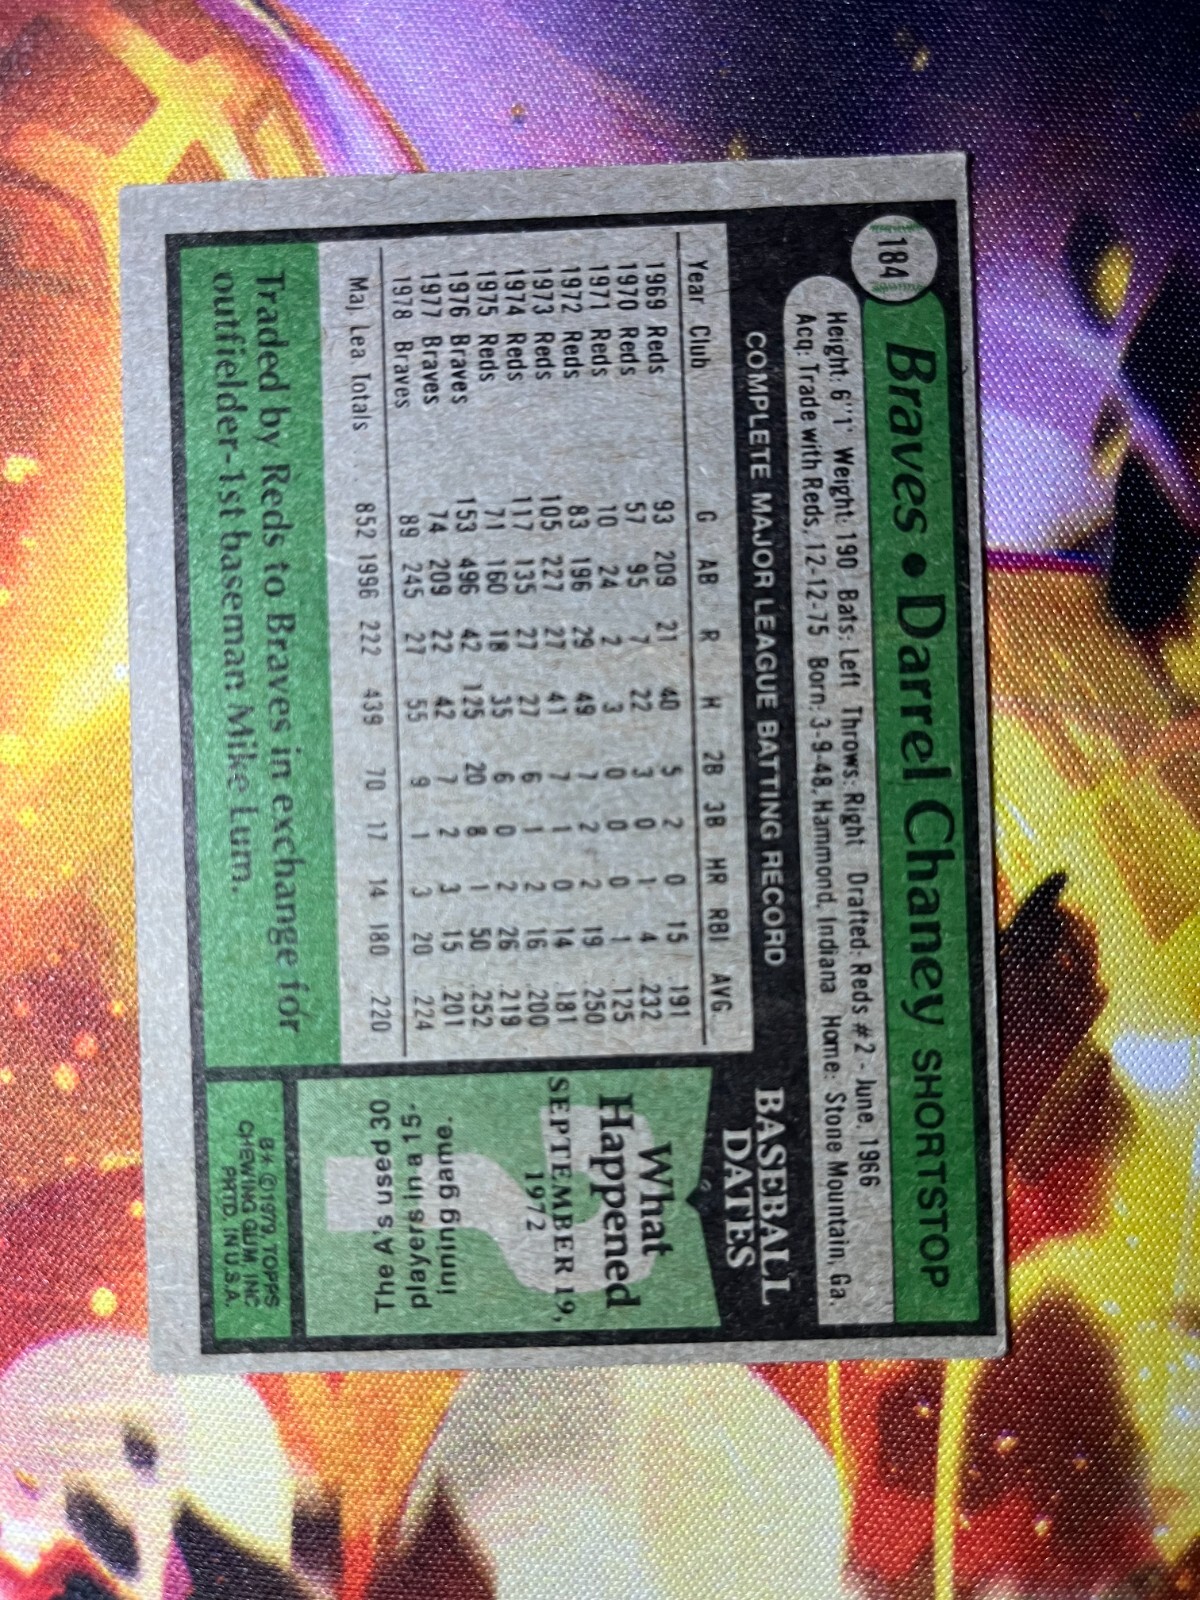 184
Braves • Darrel Chaney SHORTSTOP
Height: 6"1' Weight: 190 Bats: Left Throws: Right Drafted: Reds #2 - June, 1966
Acq: Trade with Reds, 12-12-75 Born: 3-9-48, Hammond, Indiana Home: Stone Mountain, Ga.
COMPLETE MAJOR LEAGUE BATTING RECORD
Year Club G AB R H 2B 3B HR RBI AVG.
1969 Reds 93 209 21 40 5 2 0 15 .191
1970 Reds 57 95 7 22 3 0 1 4 .232
1971 Reds 10 24 2 3 0 0 0 1 .125
1972 Reds 83 196 29 49 7 2 2 19 .250
1973 Reds 105 227 27 41 7 1 0 14 .181
1974 Reds 117 135 27 27 6 1 2 16 .200
1975 Reds 71 160 18 35 6 0 2 26 .219
1976 Braves 153 496 42 125 20 8 1 50 .252
1977 Braves 74 209 22 42 7 2 3 15 .201
1978 Braves 89 245 27 55 9 1 3 20 .224
Maj. Lea Totals . . 852 1996 222 439 70 17 14 180 .220
Traded by Reds to Braves in exchange for
outfielder-1st baseman Mike Lum.
BASEBALL
DATES
What
Happened
SEPTEMBER 19,
1972
The A's used 30
players in a 15-
inning game.
B* © 1979, TOPPS
CHEWING GUM, INC
PRTD. IN U.S.A.